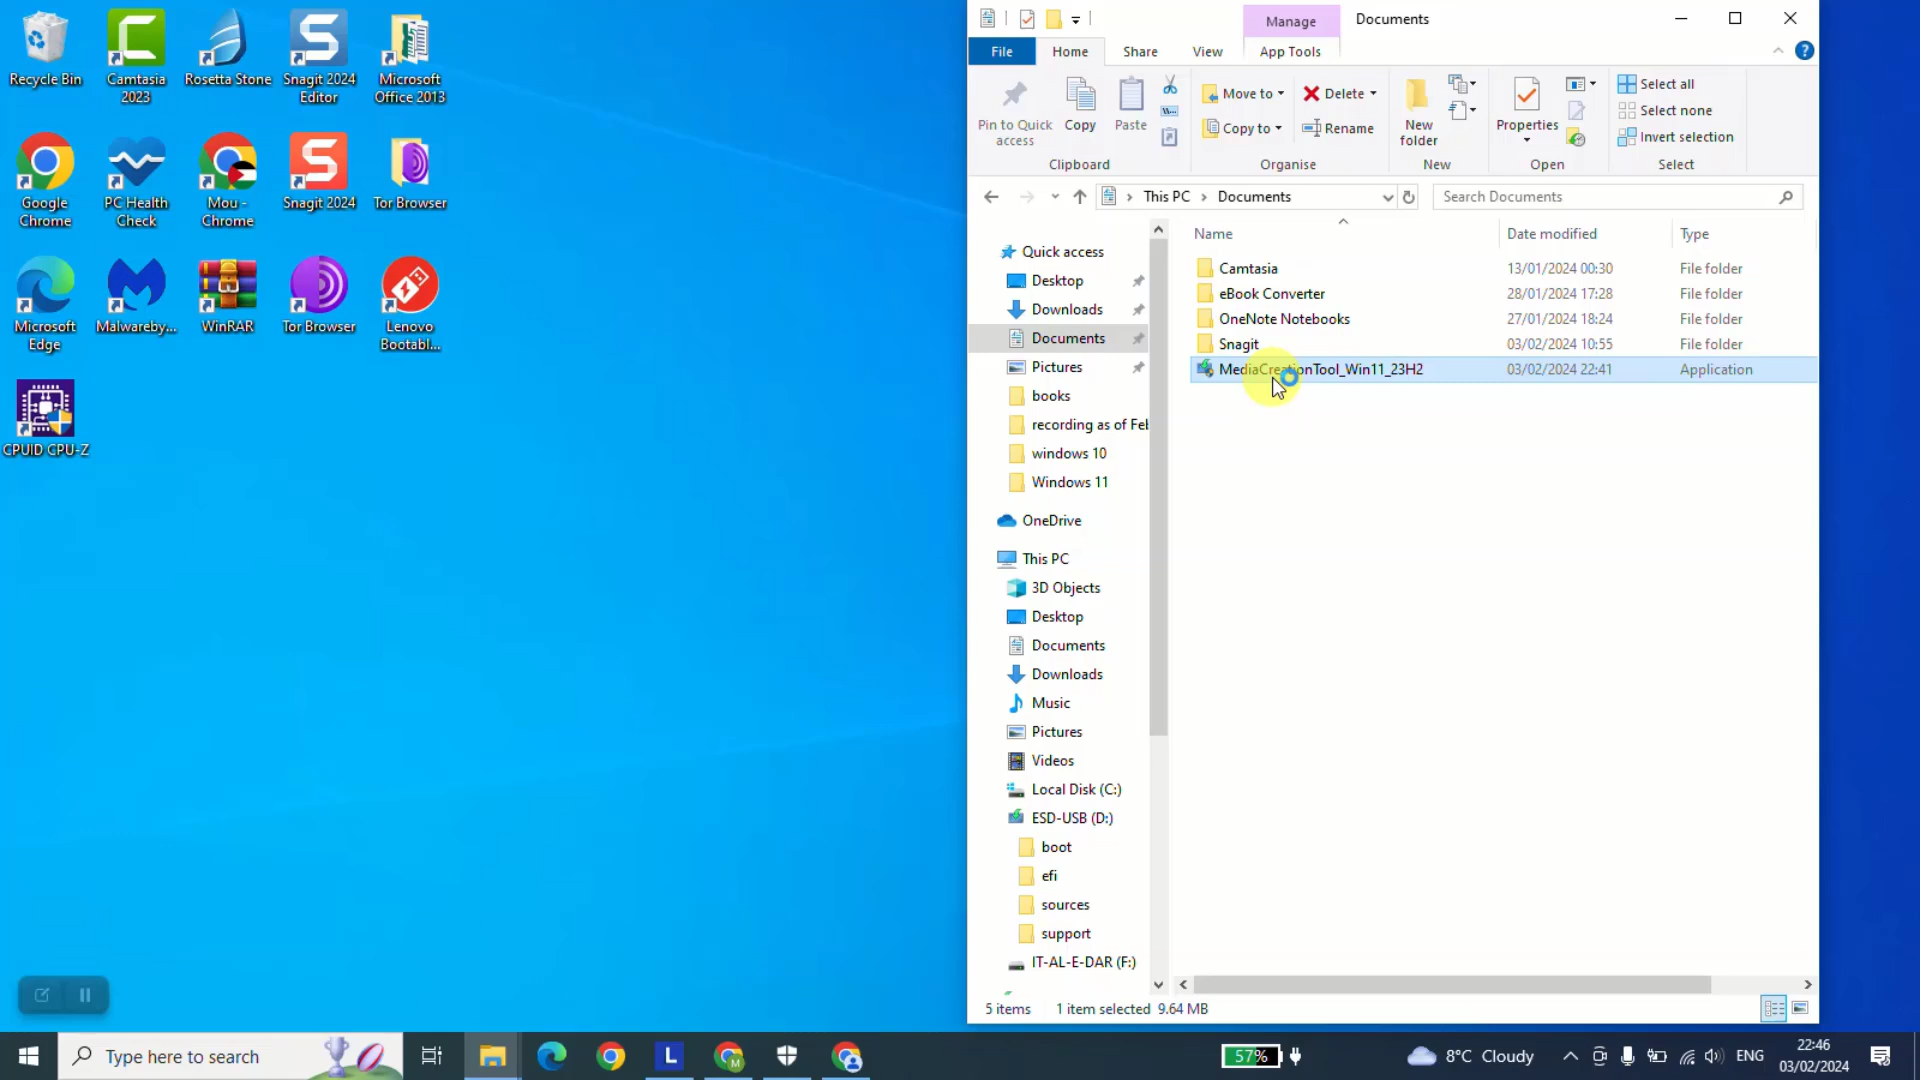 Recycle Bin
Camtasia
2023
Rosetta Stone
Snagit 2024
Editor
Microsoft
Office 2013
Google
Chrome
PC Health
Check
Mou -
Chrome
Snagit 2024
Tor Browser
Microsoft
Edge
Malwareby...
WinRAR
Tor Browser
Lenovo
Bootabl...
CPUID CPU-Z
Manage
Documents
File
Home
Share
View
App Tools
Pin to Quick
access
Copy
Paste
Move to
Copy to
Delete
Rename
New
folder
Properties
Select all
Select none
Invert selection
Clipboard
Organise
New
Open
Select
This PC
Documents
Search Documents
Name
Date modified
Type
Camtasia 13/01/2024 00:30 File folder
eBook Converter 28/01/2024 17:28 File folder
OneNote Notebooks 27/01/2024 18:24 File folder
Snagit 03/02/2024 10:55 File folder
MediaCreationTool_Win11_23H2 03/02/2024 22:41 Application
Quick access
Desktop
Downloads
Documents
Pictures
books
recording as of Feb
windows 10
Windows 11
OneDrive
This PC
3D Objects
Desktop
Documents
Downloads
Music
Pictures
Videos
Local Disk (C:)
ESD-USB (D:)
boot
efi
sources
support
IT-AL-E-DAR (F:)
5 items
1 item selected 9.64 MB
Type here to search
L
M
57%
8°C Cloudy
ENG
22:46
03/02/2024